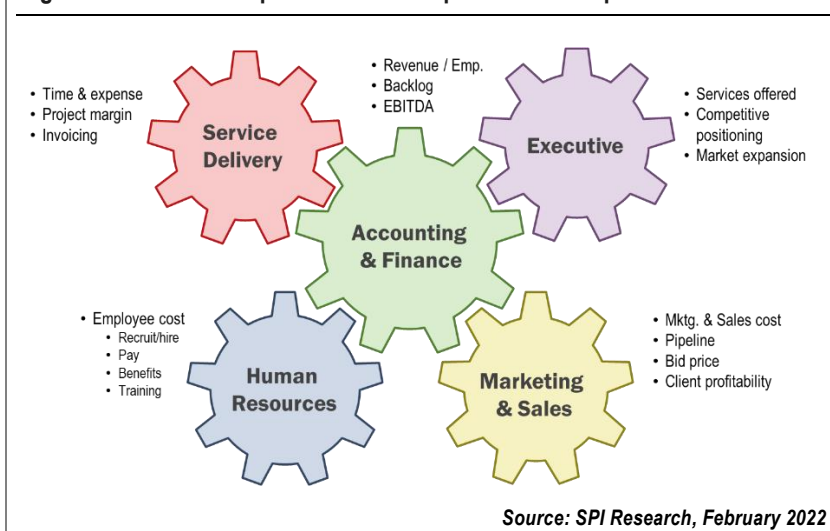 • Revenue / Emp.
• Backlog
• EBITDA
• Time & expense
• Project margin
• Invoicing
Service
Delivery
Executive
• Services offered
• Competitive
positioning
• Market expansion
Accounting
& Finance
• Employee cost
• Recruit/hire
• Pay
• Benefits
• Training
Human
Resources
Marketing
& Sales
• Mktg. & Sales cost
• Pipeline
• Bid price
• Client profitability
Source: SPI Research, February 2022